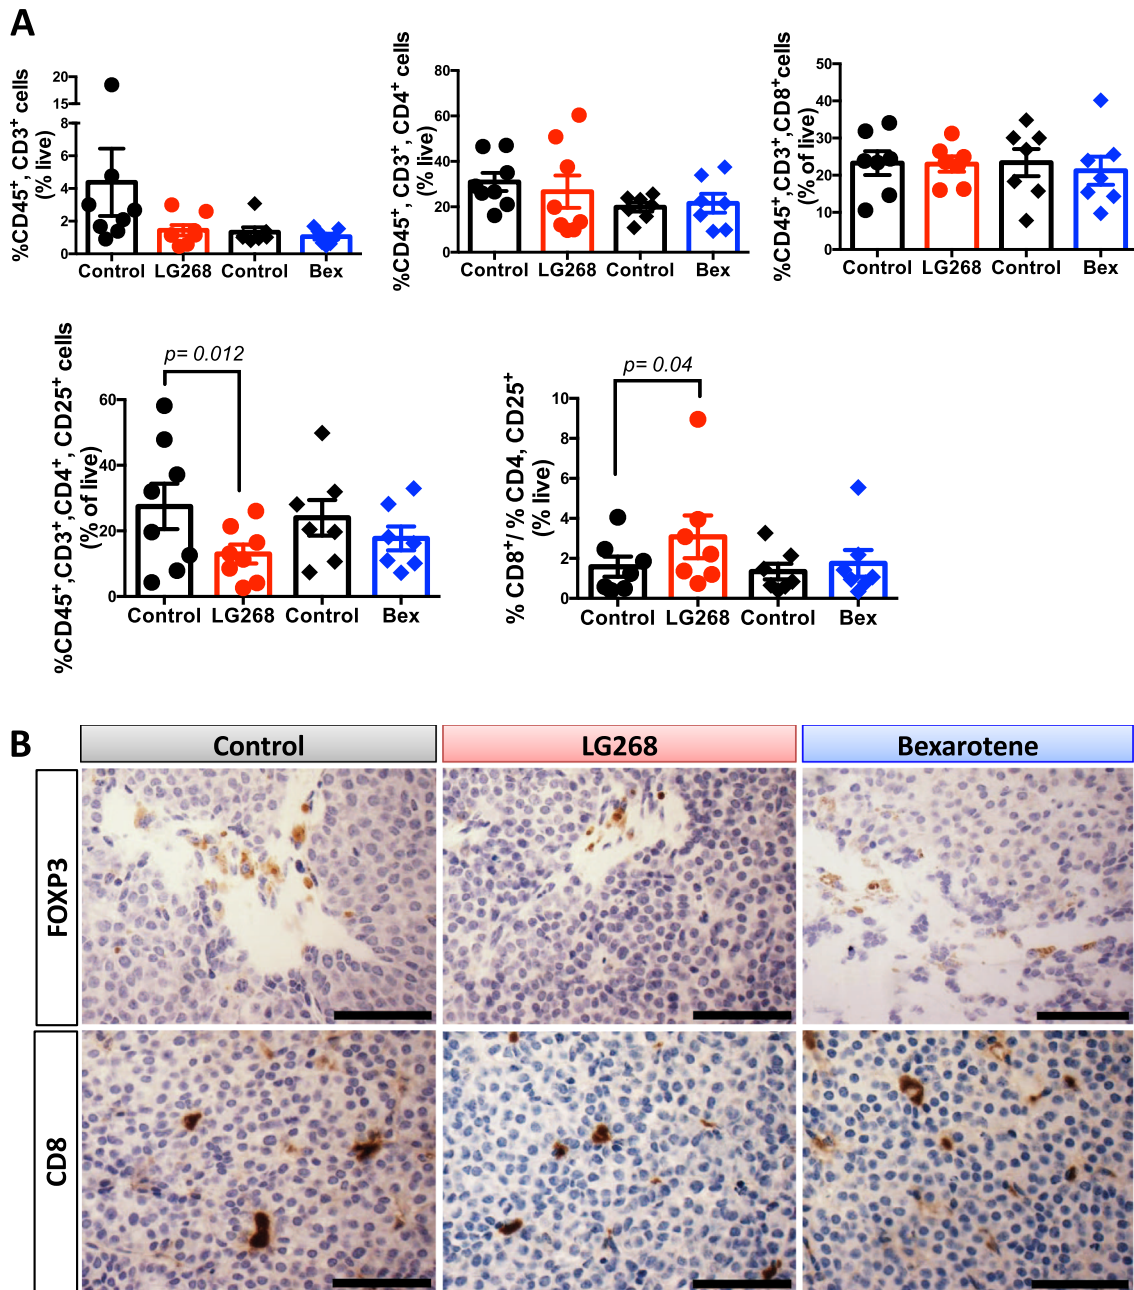 A
%CD45⁺, CD3⁺ cells
(% live)
20
15
8
6
4
2
0
Control LG268 Control Bex
%CD45⁺, CD3⁺, CD4⁺ cells
(% live)
80
60
40
20
0
Control LG268 Control Bex
%CD45⁺,CD3⁺,CD8⁺cells
(% of live)
50
40
30
20
10
0
Control LG268 Control Bex
%CD45⁺,CD3⁺,CD4⁺, CD25⁺ cells
(% of live)
p= 0.012
60
40
20
0
Control LG268 Control Bex
% CD8⁺/ % CD4, CD25⁺
(% live)
p= 0.04
10
8
6
4
2
0
Control LG268 Control Bex
B
Control LG268 Bexarotene
FOXP3
CD8